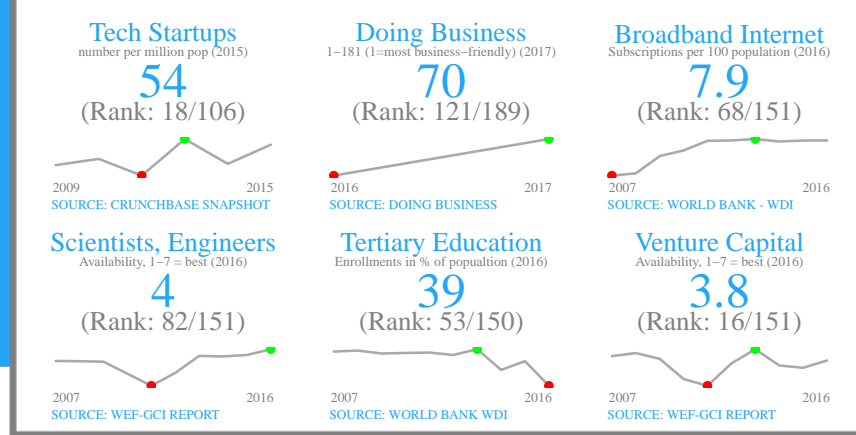 Tech Startups
number per million pop (2015)
54
(Rank: 18/106)
2009 2015
SOURCE: CRUNCHBASE SNAPSHOT
Doing Business
1−181 (1=most business−friendly) (2017)
70
(Rank: 121/189)
2016 2017
SOURCE: DOING BUSINESS
Broadband Internet
Subscriptions per 100 population (2016)
7.9
(Rank: 68/151)
2007 2016
SOURCE: WORLD BANK - WDI
Scientists, Engineers
Availability, 1−7 = best (2016)
4
(Rank: 82/151)
2007 2016
SOURCE: WEF-GCI REPORT
Tertiary Education
Enrollments in % of popualtion (2016)
39
(Rank: 53/150)
2007 2016
SOURCE: WORLD BANK WDI
Venture Capital
Availability, 1−7 = best (2016)
3.8
(Rank: 16/151)
2007 2016
SOURCE: WEF-GCI REPORT